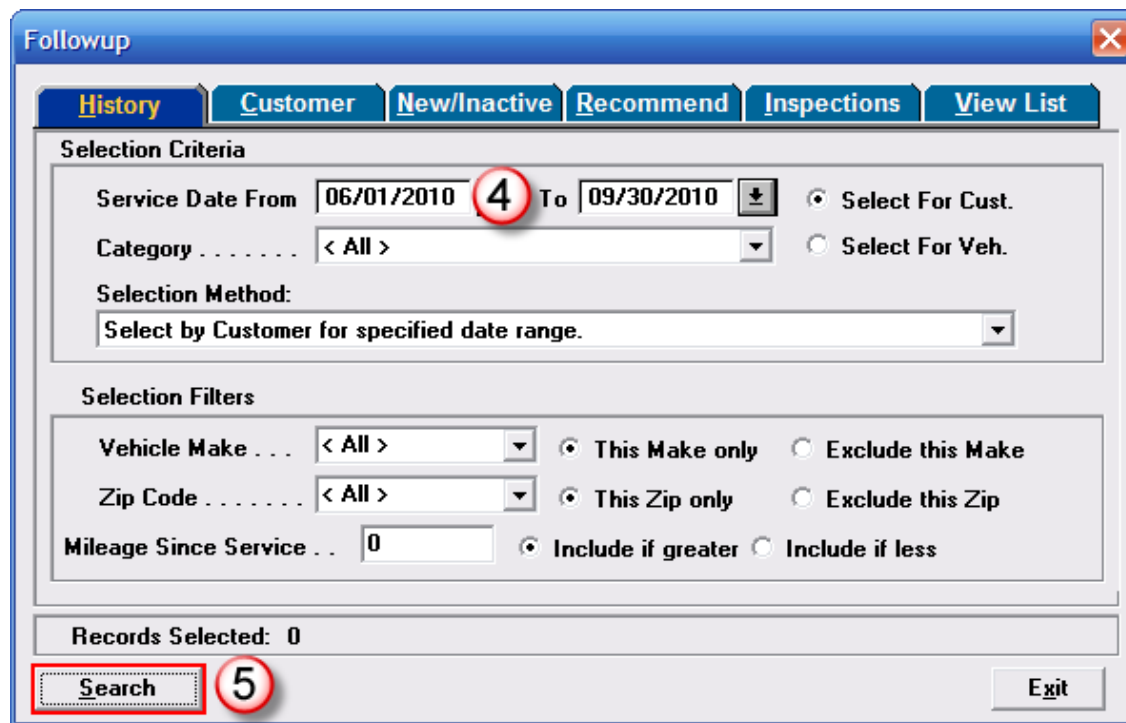 Followup
History Customer New/Inactive Recommend Inspections View List
Selection Criteria
Service Date From 06/01/2010 4 To 09/30/2010 Select For Cust.
Category . . . . . . . < All > Select For Veh.
Selection Method:
Select by Customer for specified date range.
Selection Filters
Vehicle Make . . . < All > This Make only Exclude this Make
Zip Code . . . . . . . < All > This Zip only Exclude this Zip
Mileage Since Service . . 0 Include if greater Include if less
Records Selected: 0
Search 5 Exit